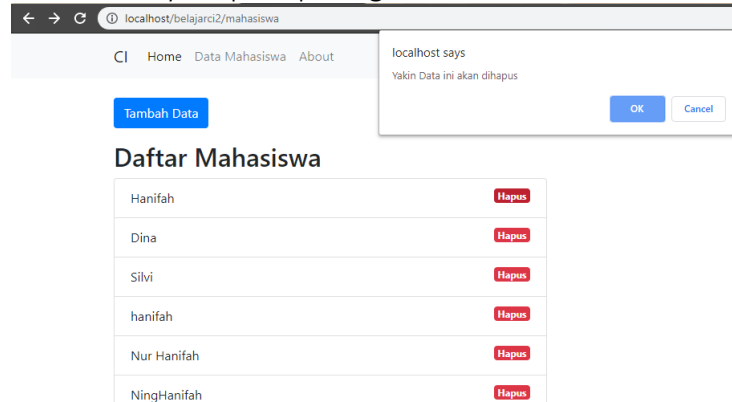 localhost/belajarci2/mahasiswa
CI Home Data Mahasiswa About
localhost says
Yakin Data ini akan dihapus
OK Cancel
Tambah Data
Daftar Mahasiswa
Hanifah Hapus
Dina Hapus
Silvi Hapus
hanifah Hapus
Nur Hanifah Hapus
NingHanifah Hapus